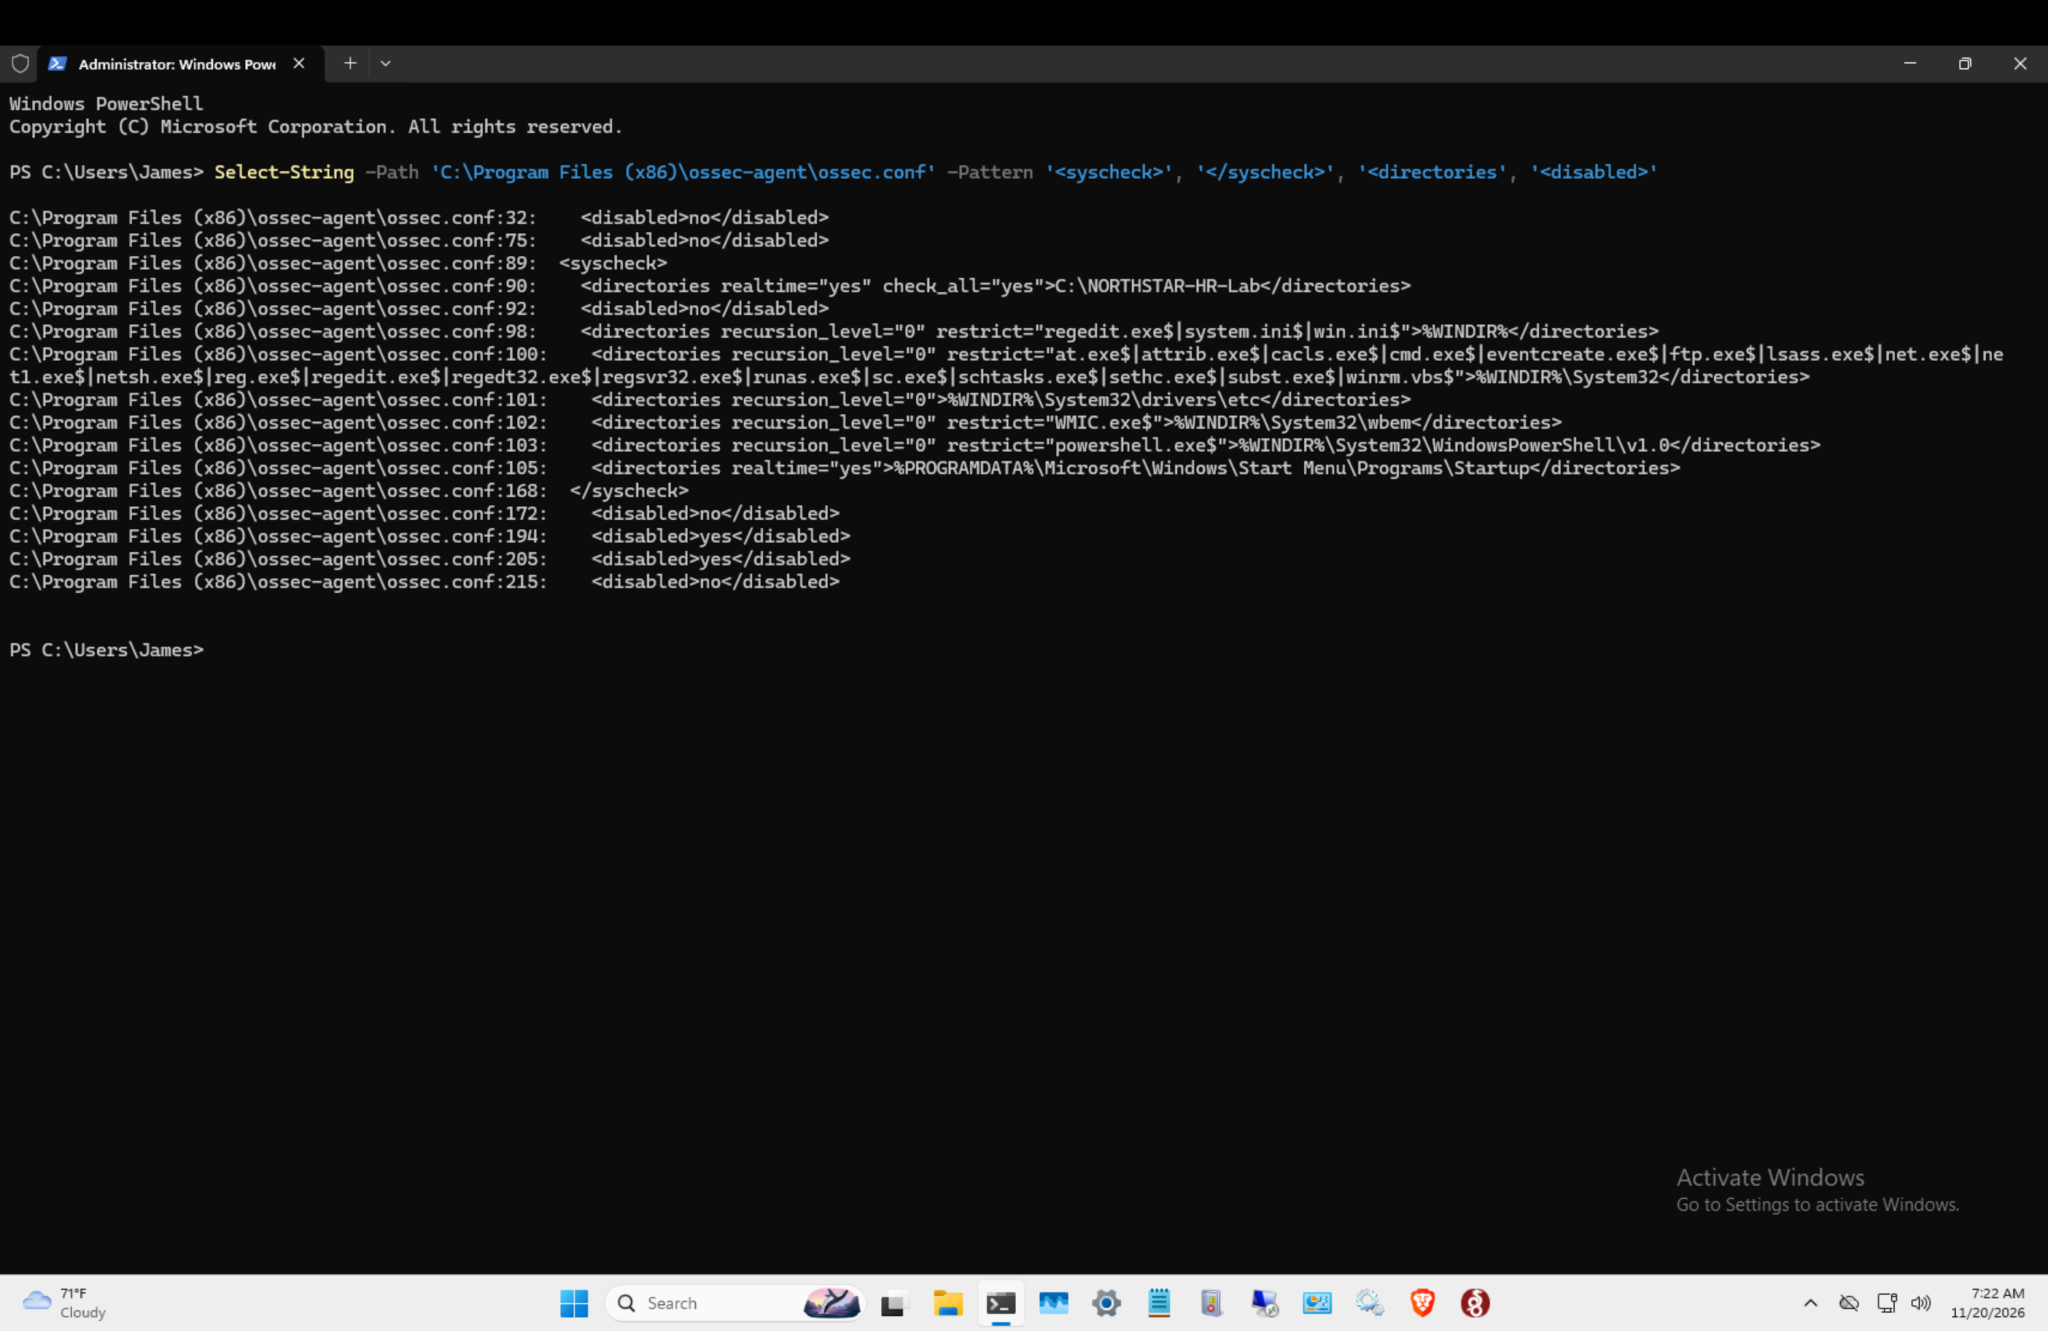 Administrator: Windows Powe
Windows PowerShell
Copyright (C) Microsoft Corporation. All rights reserved.
PS C:\Users\James> Select-String -Path 'C:\Program Files (x86)\ossec-agent\ossec.conf' -Pattern '<syscheck>', '</syscheck>', '<directories', '<disabled>'
C:\Program Files (x86)\ossec-agent\ossec.conf:32:    <disabled>no</disabled>
C:\Program Files (x86)\ossec-agent\ossec.conf:75:    <disabled>no</disabled>
C:\Program Files (x86)\ossec-agent\ossec.conf:89:  <syscheck>
C:\Program Files (x86)\ossec-agent\ossec.conf:90:    <directories realtime="yes" check_all="yes">C:\NORTHSTAR-HR-Lab</directories>
C:\Program Files (x86)\ossec-agent\ossec.conf:92:    <disabled>no</disabled>
C:\Program Files (x86)\ossec-agent\ossec.conf:98:    <directories recursion_level="0" restrict="regedit.exe$|system.ini$|win.ini$">%WINDIR%</directories>
C:\Program Files (x86)\ossec-agent\ossec.conf:100:    <directories recursion_level="0" restrict="at.exe$|attrib.exe$|cacls.exe$|cmd.exe$|eventcreate.exe$|ftp.exe$|lsass.exe$|net.exe$|ne
t1.exe$|netsh.exe$|reg.exe$|regedit.exe$|regedt32.exe$|regsvr32.exe$|runas.exe$|sc.exe$|schtasks.exe$|sethc.exe$|subst.exe$|winrm.vbs$">%WINDIR%\System32</directories>
C:\Program Files (x86)\ossec-agent\ossec.conf:101:    <directories recursion_level="0">%WINDIR%\System32\drivers\etc</directories>
C:\Program Files (x86)\ossec-agent\ossec.conf:102:    <directories recursion_level="0" restrict="WMIC.exe$">%WINDIR%\System32\wbem</directories>
C:\Program Files (x86)\ossec-agent\ossec.conf:103:    <directories recursion_level="0" restrict="powershell.exe$">%WINDIR%\System32\WindowsPowerShell\v1.0</directories>
C:\Program Files (x86)\ossec-agent\ossec.conf:105:    <directories realtime="yes">%PROGRAMDATA%\Microsoft\Windows\Start Menu\Programs\Startup</directories>
C:\Program Files (x86)\ossec-agent\ossec.conf:168:  </syscheck>
C:\Program Files (x86)\ossec-agent\ossec.conf:172:    <disabled>no</disabled>
C:\Program Files (x86)\ossec-agent\ossec.conf:194:    <disabled>yes</disabled>
C:\Program Files (x86)\ossec-agent\ossec.conf:205:    <disabled>yes</disabled>
C:\Program Files (x86)\ossec-agent\ossec.conf:215:    <disabled>no</disabled>
PS C:\Users\James>
Activate Windows
Go to Settings to activate Windows.
71°F
Cloudy
Search
7:22 AM
11/20/2026